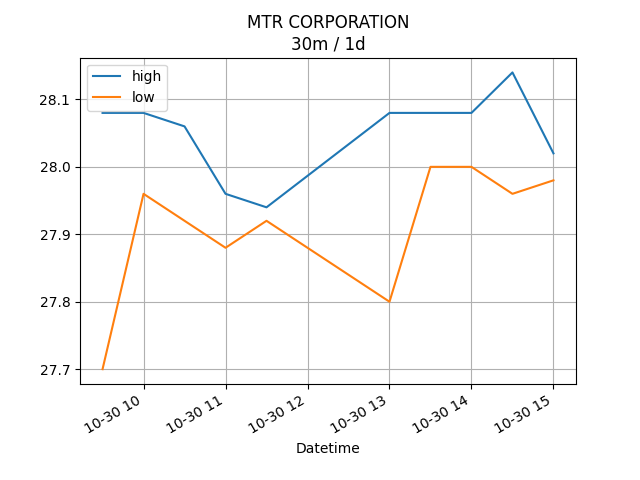 MTR CORPORATION
30m / 1d
high
low
28.1
28.0
27.9
27.8
27.7
10-30 10
10-30 11
10-30 12
10-30 13
10-30 14
10-30 15
Datetime